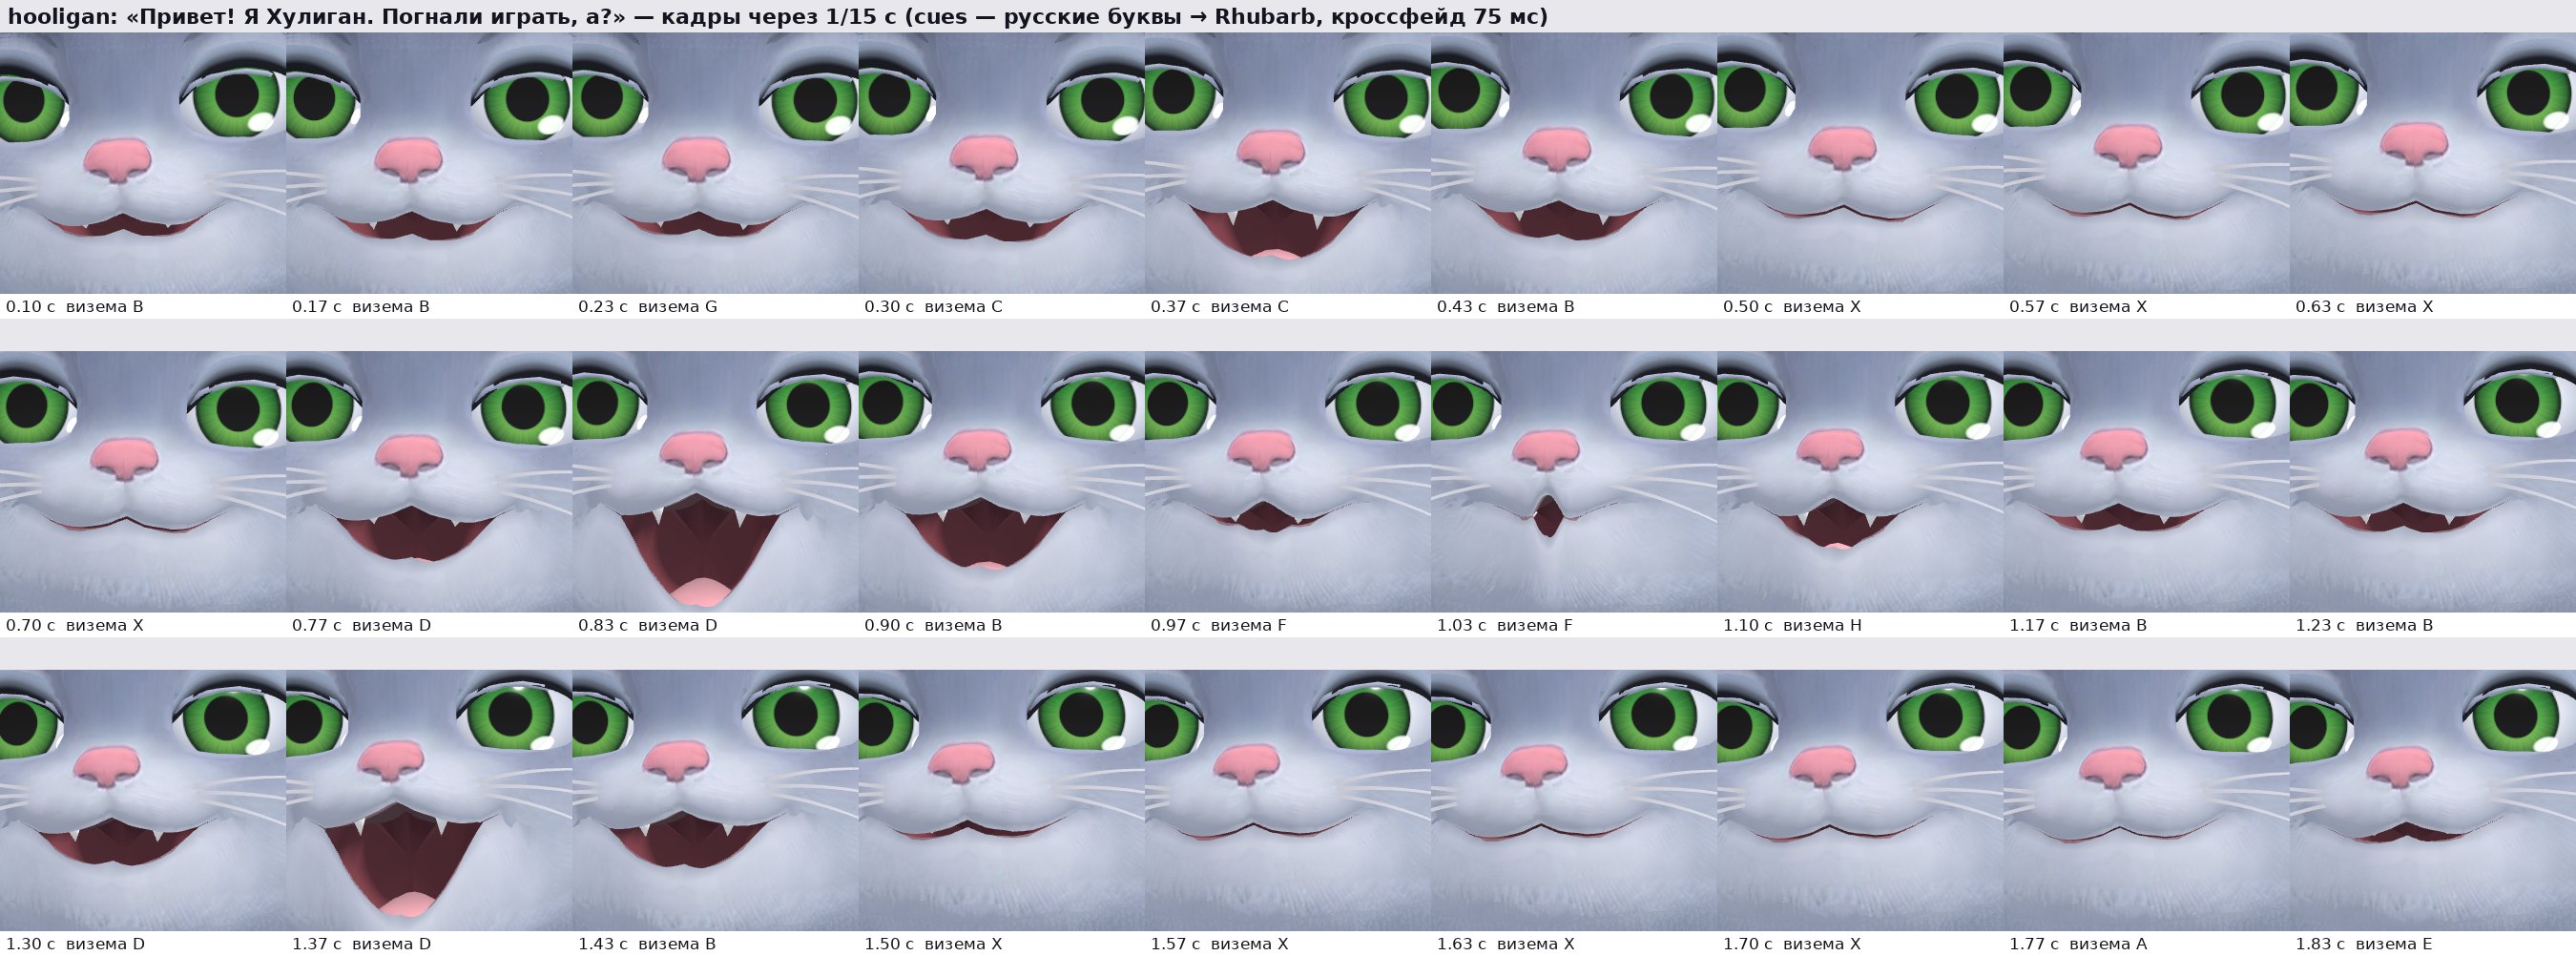 hooligan: «Привет! Я Хулиган. Погнали играть, а?» — кадры через 1/15 с (cues — русские буквы → Rhubarb, кроссфейд 75 мс)
0.10 с визема B
0.17 с визема B
0.23 с визема G
0.30 с визема C
0.37 с визема C
0.43 с визема B
0.50 с визема X
0.57 с визема X
0.63 с визема X
0.70 с визема X
0.77 с визема D
0.83 с визема D
0.90 с визема B
0.97 с визема F
1.03 с визема F
1.10 с визема H
1.17 с визема B
1.23 с визема B
1.30 с визема D
1.37 с визема D
1.43 с визема B
1.50 с визема X
1.57 с визема X
1.63 с визема X
1.70 с визема X
1.77 с визема A
1.83 с визема E